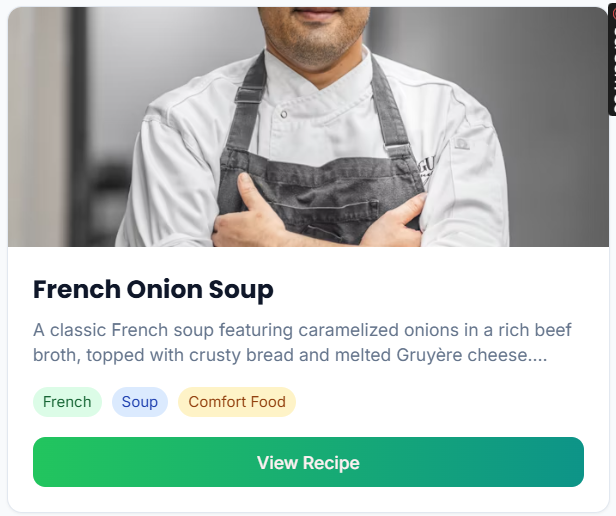 French Onion Soup
A classic French soup featuring caramelized onions in a rich beef
broth, topped with crusty bread and melted Gruyère cheese....
French
Soup
Comfort Food
View Recipe